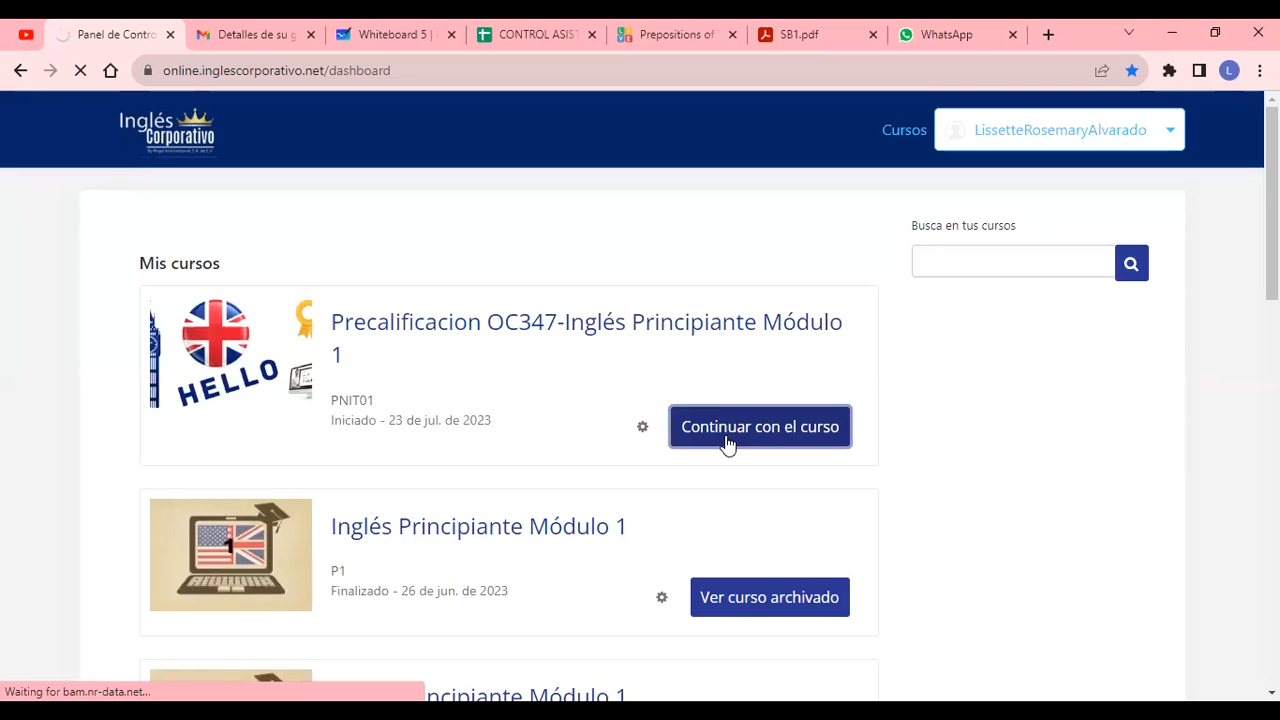 Panel de Contro
Detalles de su g
Whiteboard 5 |
CONTROL ASIST
Prepositions of T
SB1.pdf
WhatsApp
online.inglescorporativo.net/dashboard
L
Inglés
Corporativo
Cursos
LissetteRosemaryAlvarado
Busca en tus cursos
Mis cursos
HELLO
Precalificacion OC347-Inglés Principiante Módulo
1
PNIT01
Iniciado - 23 de jul. de 2023
Continuar con el curso
1
Inglés Principiante Módulo 1
P1
Finalizado - 26 de jun. de 2023
Ver curso archivado
ncipiante Módulo 1
Waiting for bam.nr-data.net...